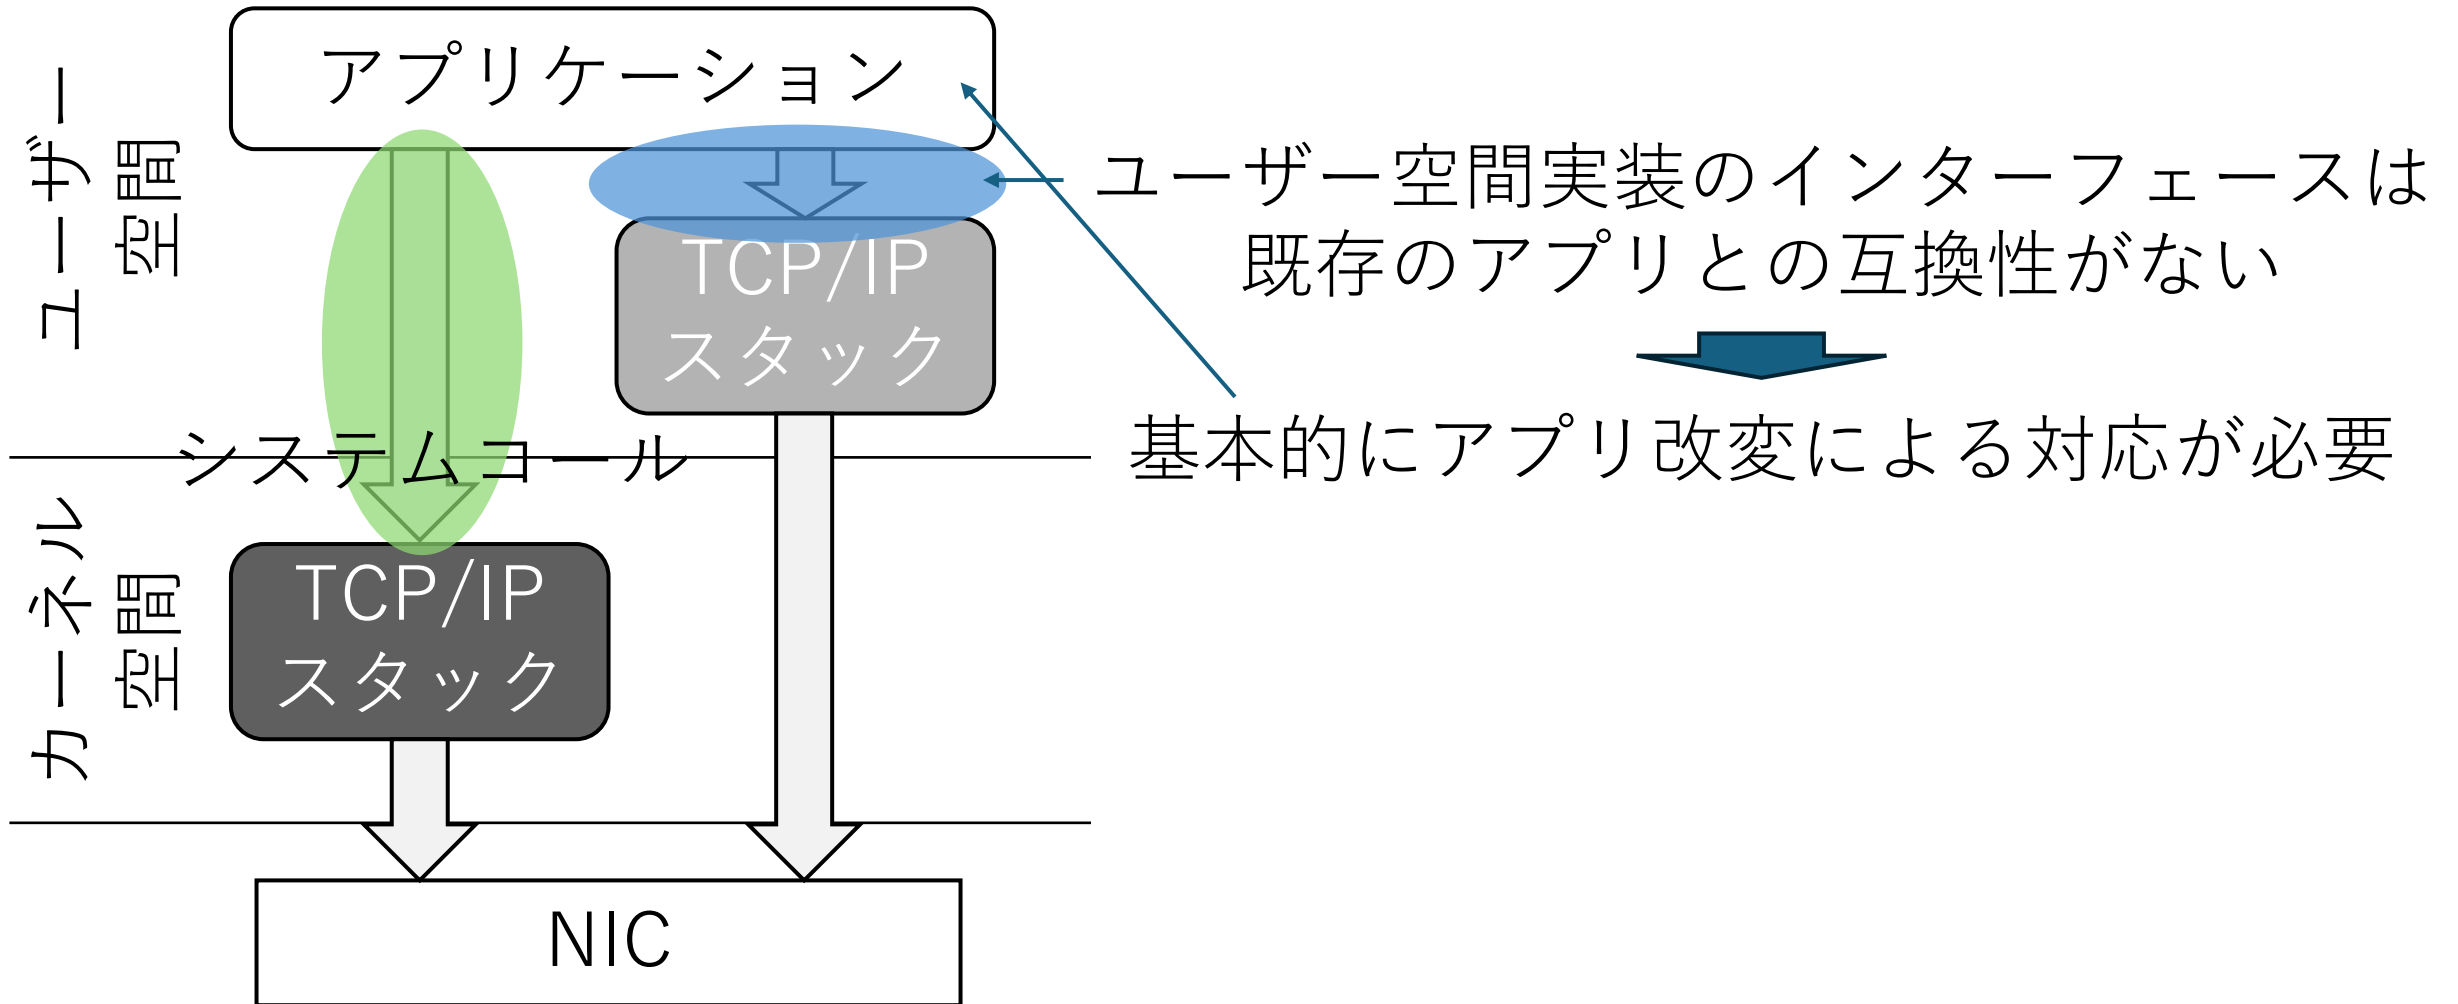 アプリケーション
ユーザー
空間
TCP/IP
スタック
システムコール
カーネル
空間
TCP/IP
スタック
NIC
ユーザー空間実装のインターフェースは
既存のアプリとの互換性がない
基本的にアプリ改変による対応が必要